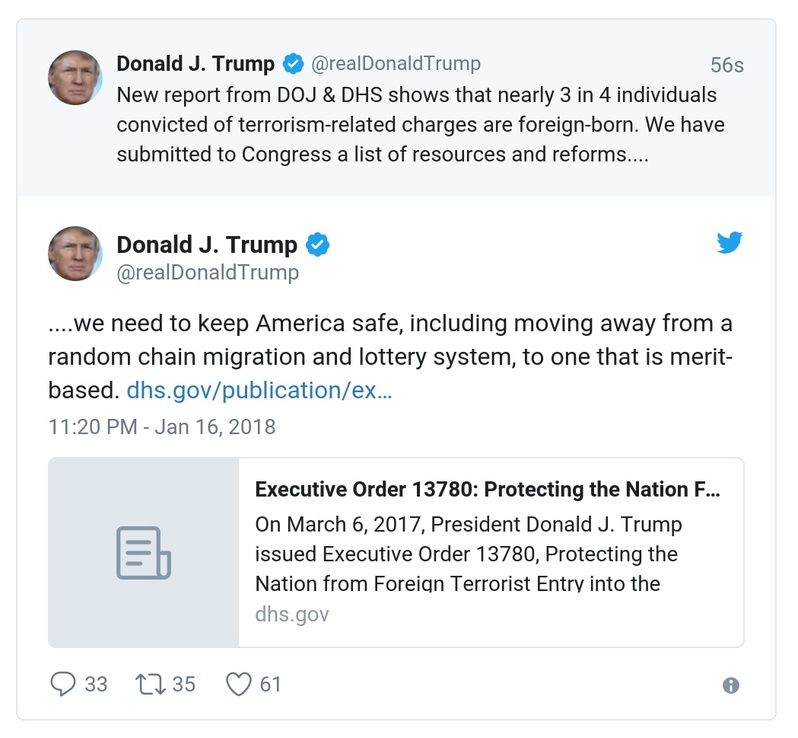 Donald J. Trump @realDonaldTrump 56s
New report from DOJ & DHS shows that nearly 3 in 4 individuals
convicted of terrorism-related charges are foreign-born. We have
submitted to Congress a list of resources and reforms....
Donald J. Trump
@realDonaldTrump
....we need to keep America safe, including moving away from a
random chain migration and lottery system, to one that is merit-
based. dhs.gov/publication/ex...
11:20 PM - Jan 16, 2018
Executive Order 13780: Protecting the Nation F...
On March 6, 2017, President Donald J. Trump
issued Executive Order 13780, Protecting the
Nation from Foreign Terrorist Entry into the
dhs.gov
33 35 61